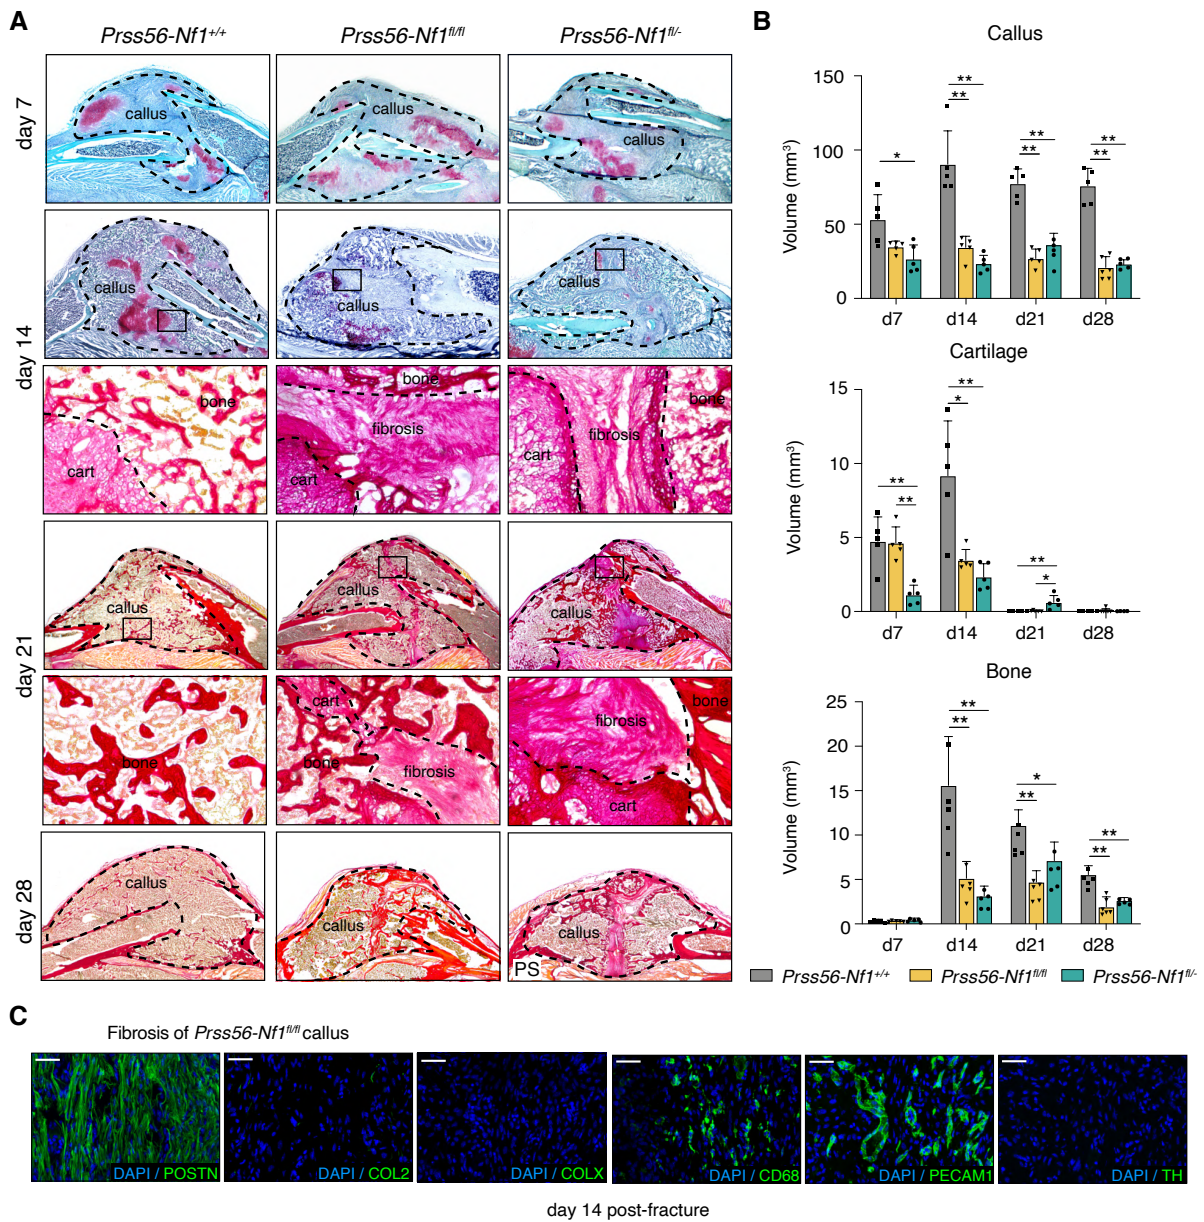 A
Prss56-Nf1+/+
Prss56-Nf1fl/fl
Prss56-Nf1fl/-
day 7
callus
callus
callus
day 14
callus
callus
callus
bone
cart
bone
fibrosis
cart
bone
fibrosis
cart
day 21
callus
callus
callus
bone
cart
bone
fibrosis
bone
fibrosis
cart
day 28
callus
callus
callus
PS
B
Callus
Volume (mm³)
150
100
50
0
*
**
**
**
**
**
**
d7 d14 d21 d28
Cartilage
Volume (mm³)
15
10
5
0
**
**
**
*
**
*
d7 d14 d21 d28
Bone
Volume (mm³)
25
20
15
10
5
0
**
**
*
**
**
**
d7 d14 d21 d28
Prss56-Nf1+/+ Prss56-Nf1fl/fl Prss56-Nf1fl/-
C
Fibrosis of Prss56-Nf1fl/fl callus
DAPI / POSTN
DAPI / COL2
DAPI / COLX
DAPI / CD68
DAPI / PECAM1
DAPI / TH
day 14 post-fracture